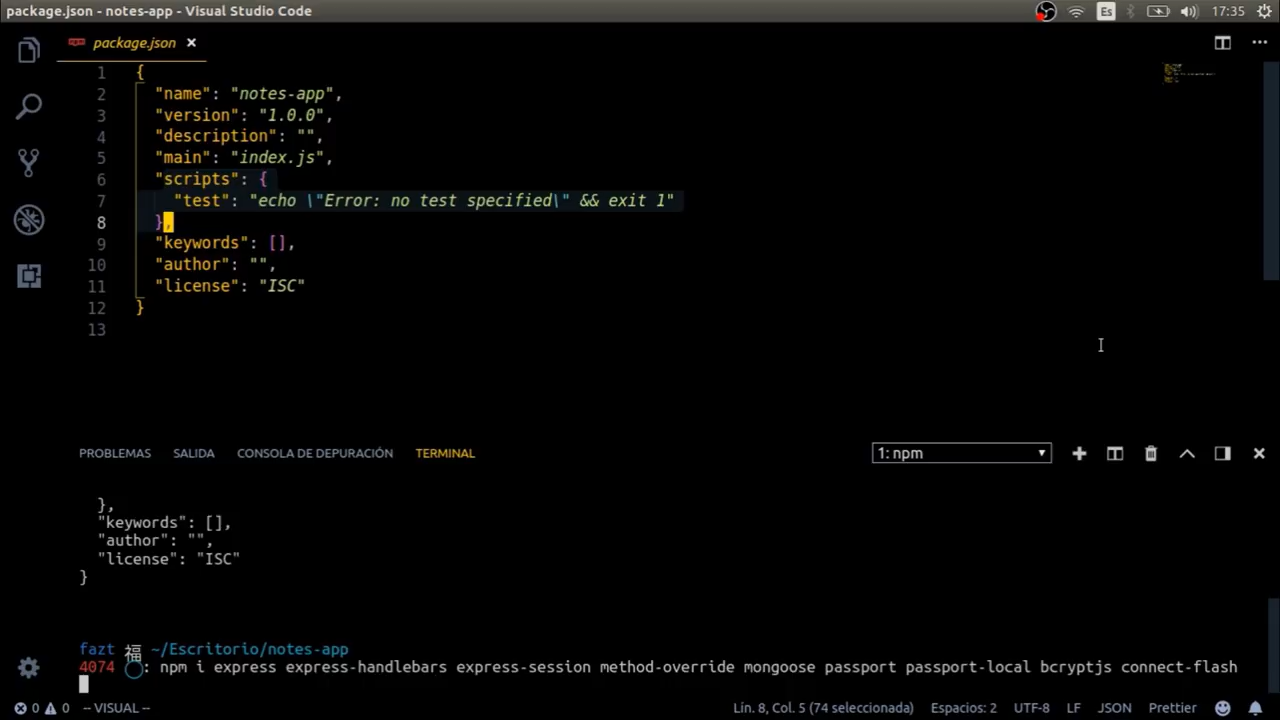 package.json - notes-app - Visual Studio Code
Es
17:35
package.json
1 {
2 "name": "notes-app",
3 "version": "1.0.0",
4 "description": "",
5 "main": "index.js",
6 "scripts": {
7 "test": "echo \"Error: no test specified\" && exit 1"
8 },
9 "keywords": [],
10 "author": "",
11 "license": "ISC"
12 }
13
PROBLEMAS SALIDA CONSOLA DE DEPURACIÓN TERMINAL 1: npm
},
"keywords": [],
"author": "",
"license": "ISC"
}
fazt 福 ~/Escritorio/notes-app
4074 ◯: npm i express express-handlebars express-session method-override mongoose passport passport-local bcryptjs connect-flash
0 0 -- VISUAL -- Lín. 8, Col. 5 (74 seleccionada) Espacios: 2 UTF-8 LF JSON Prettier